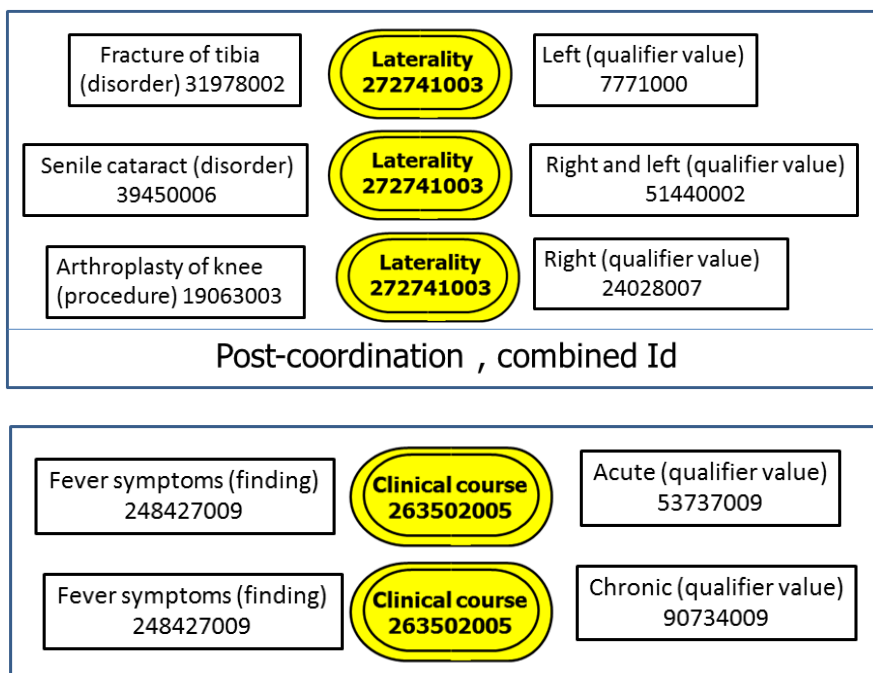 Fracture of tibia
(disorder) 31978002
Laterality
272741003
Left (qualifier value)
7771000
Senile cataract (disorder)
39450006
Laterality
272741003
Right and left (qualifier value)
51440002
Arthroplasty of knee
(procedure) 19063003
Laterality
272741003
Right (qualifier value)
24028007
Post-coordination , combined Id
Fever symptoms (finding)
248427009
Clinical course
263502005
Acute (qualifier value)
53737009
Fever symptoms (finding)
248427009
Clinical course
263502005
Chronic (qualifier value)
90734009